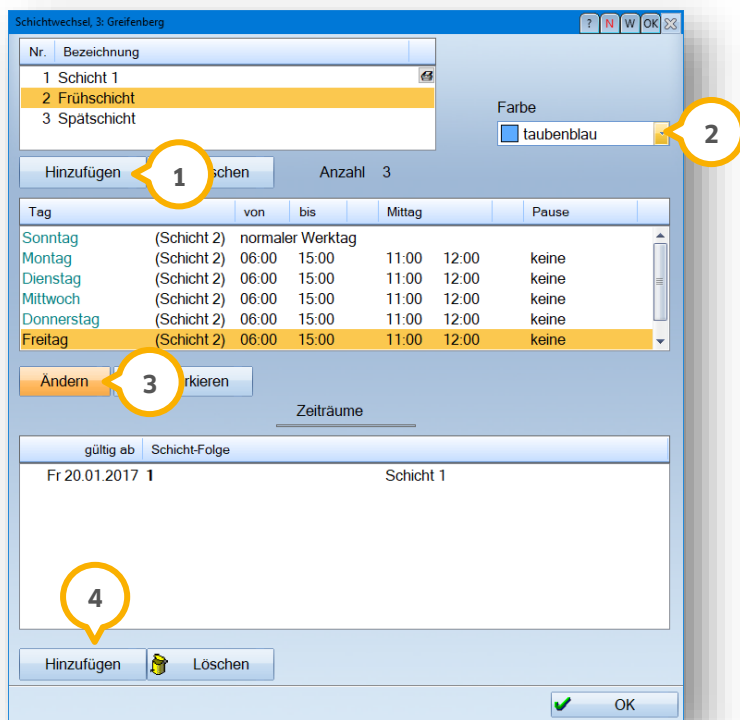 Schichtwechsel, 3: Greifenberg ? N W OK
Nr. Bezeichnung
1 Schicht 1
2 Frühschicht
3 Spätschicht
Farbe
taubenblau
2
Hinzufügen 1 schen Anzahl 3
Tag von bis Mittag Pause
Sonntag (Schicht 2) normaler Werktag
Montag (Schicht 2) 06:00 15:00 11:00 12:00 keine
Dienstag (Schicht 2) 06:00 15:00 11:00 12:00 keine
Mittwoch (Schicht 2) 06:00 15:00 11:00 12:00 keine
Donnerstag (Schicht 2) 06:00 15:00 11:00 12:00 keine
Freitag (Schicht 2) 06:00 15:00 11:00 12:00 keine
Ändern 3 rkieren
Zeiträume
gültig ab Schicht-Folge
Fr 20.01.2017 1 Schicht 1
4
Hinzufügen Löschen
OK